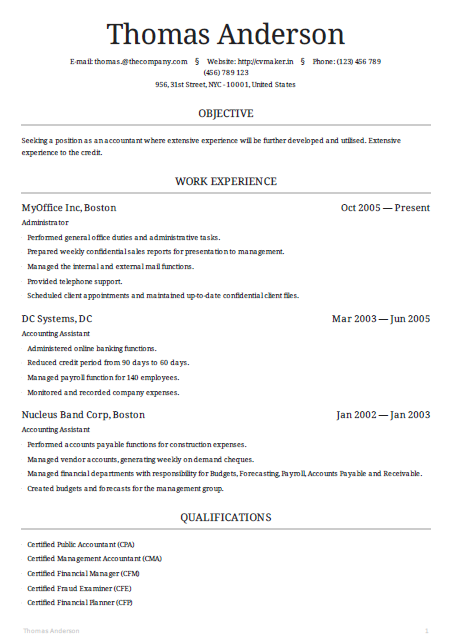 Thomas Anderson
E-mail: thomas.@thecompany.com § Website: http://cvmaker.in § Phone: (123) 456 789
(456) 789 123
956, 31st Street, NYC - 10001, United States
OBJECTIVE
Seeking a position as an accountant where extensive experience will be further developed and utilised. Extensive
experience to the credit.
WORK EXPERIENCE
MyOffice Inc, Boston Oct 2005 — Present
Administrator
Performed general office duties and administrative tasks.
Prepared weekly confidential sales reports for presentation to management.
Managed the internal and external mail functions.
Provided telephone support.
Scheduled client appointments and maintained up-to-date confidential client files.
DC Systems, DC Mar 2003 — Jun 2005
Accounting Assistant
Administered online banking functions.
Reduced credit period from 90 days to 60 days.
Managed payroll function for 140 employees.
Monitored and recorded company expenses.
Nucleus Band Corp, Boston Jan 2002 — Jan 2003
Accounting Assistant
Performed accounts payable functions for construction expenses.
Managed vendor accounts, generating weekly on demand cheques.
Managed financial departments with responsibility for Budgets, Forecasting, Payroll, Accounts Payable and Receivable.
Created budgets and forecasts for the management group.
QUALIFICATIONS
Certified Public Accountant (CPA)
Certified Management Accountant (CMA)
Certified Financial Manager (CFM)
Certified Fraud Examiner (CFE)
Certified Financial Planner (CFP)
Thomas Anderson 1